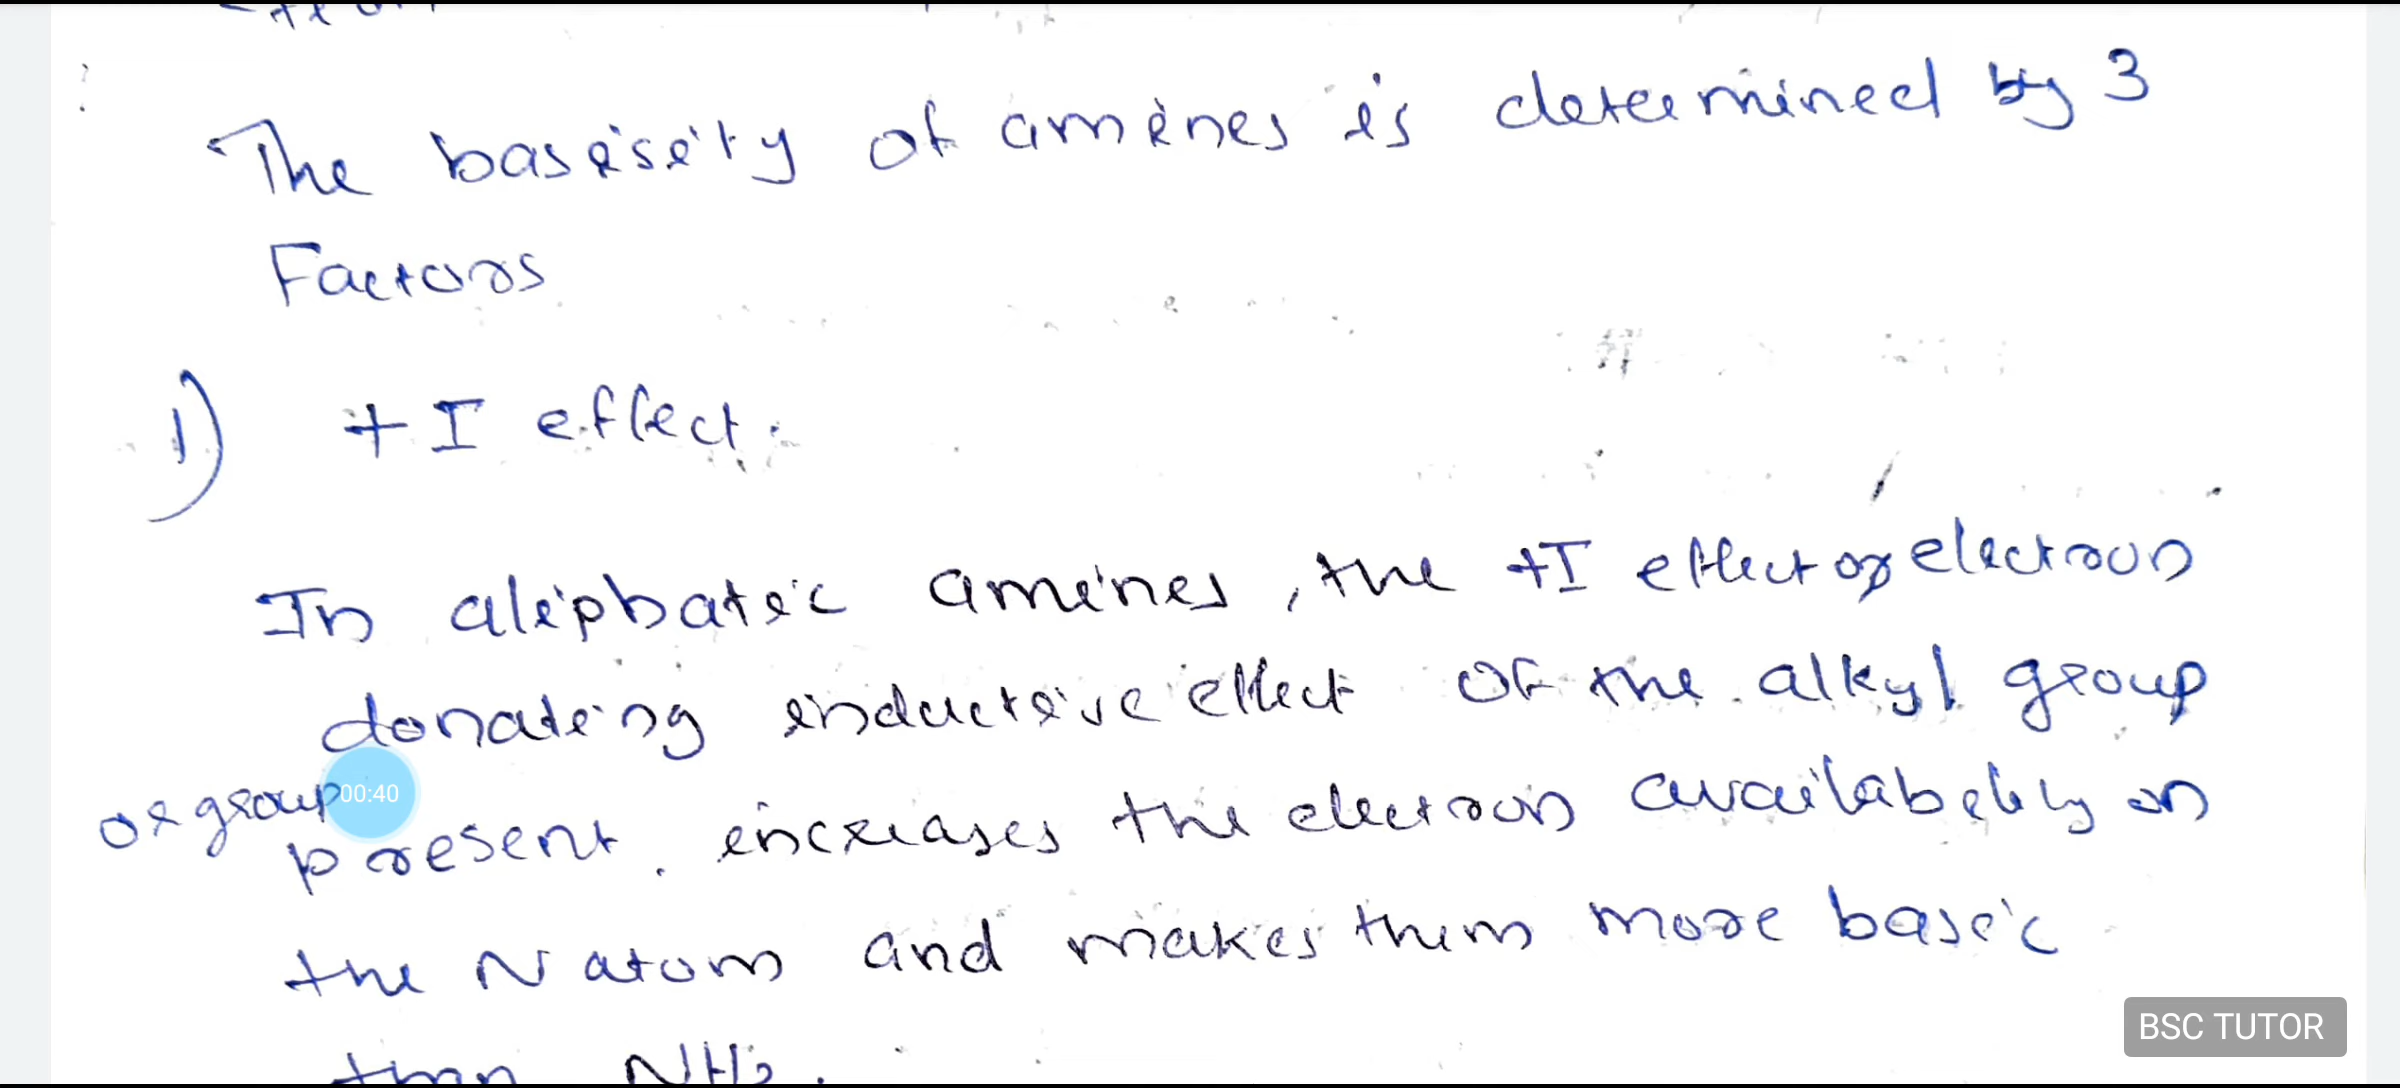 The basisity of amines is determined by 3
Factors
1) + I effect.
In aliphatic amines, the +I effect or electron
donating inductive effect of the alkyl group
or group 00:40
present. increases the electron availability on
the N atom and makes them more basic
than NH3.
BSC TUTOR